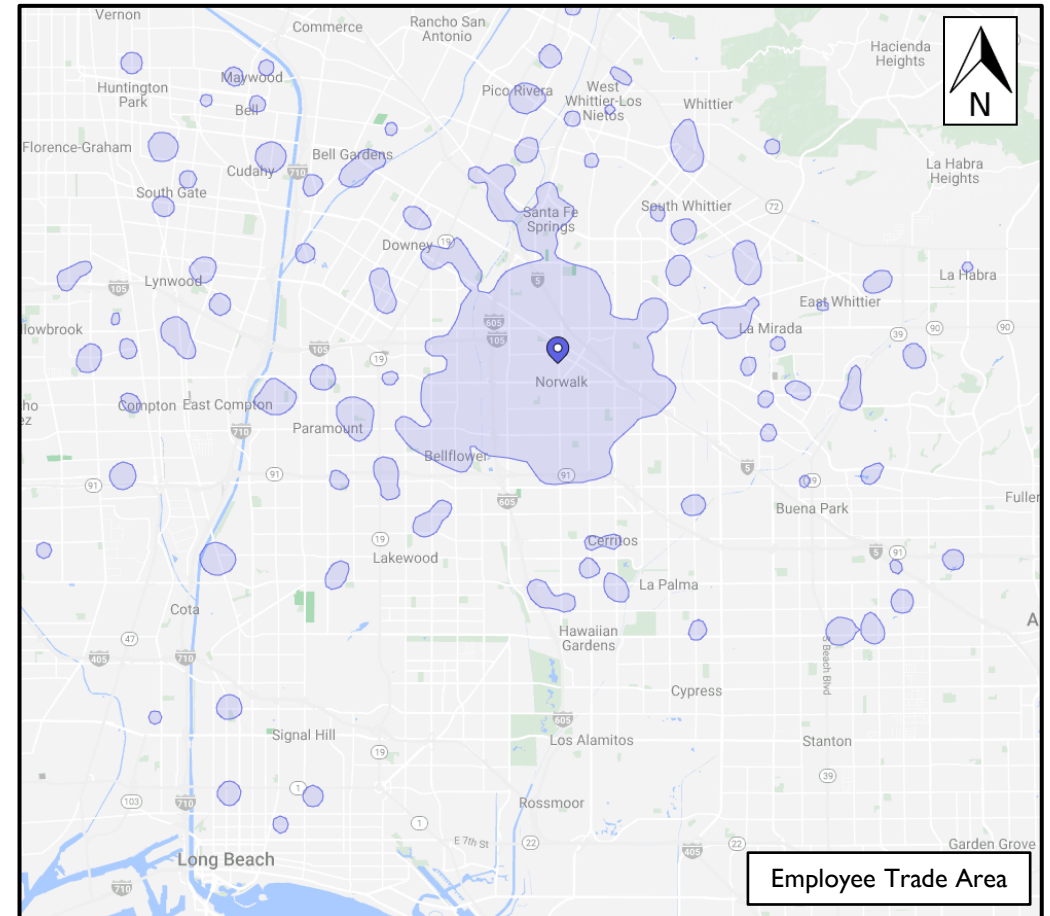 Vernon
Commerce
Rancho San
Antonio
Hacienda
Heights
N
Huntington
Park
Maywood
Bell
Pico Rivera
West
Whittier-Los
Nietos
Whittier
Florence-Graham
Cudahy
710
Bell Gardens
La Habra
Heights
South Gate
Santa Fe
Springs
South Whittier
72
Downey
19
Lynwood
105
5
La Habra
East Whittier
lowbrook
605
105
La Mirada
39
90
90
105
19
Norwalk
ho
ez
Compton
East Compton
Paramount
710
Bellflower
91
91
91
5
605
Buena Park
Fuller
19
Lakewood
Cerritos
5
91
La Palma
Cota
Hawaiian
Gardens
A
47
405
710
S Beach Blvd
Cypress
605
Signal Hill
19
Los Alamitos
Stanton
39
103
710
1
Rossmoor
1
E 7th St
22
405
22
Garden Grove
Long Beach
710
Employee Trade Area